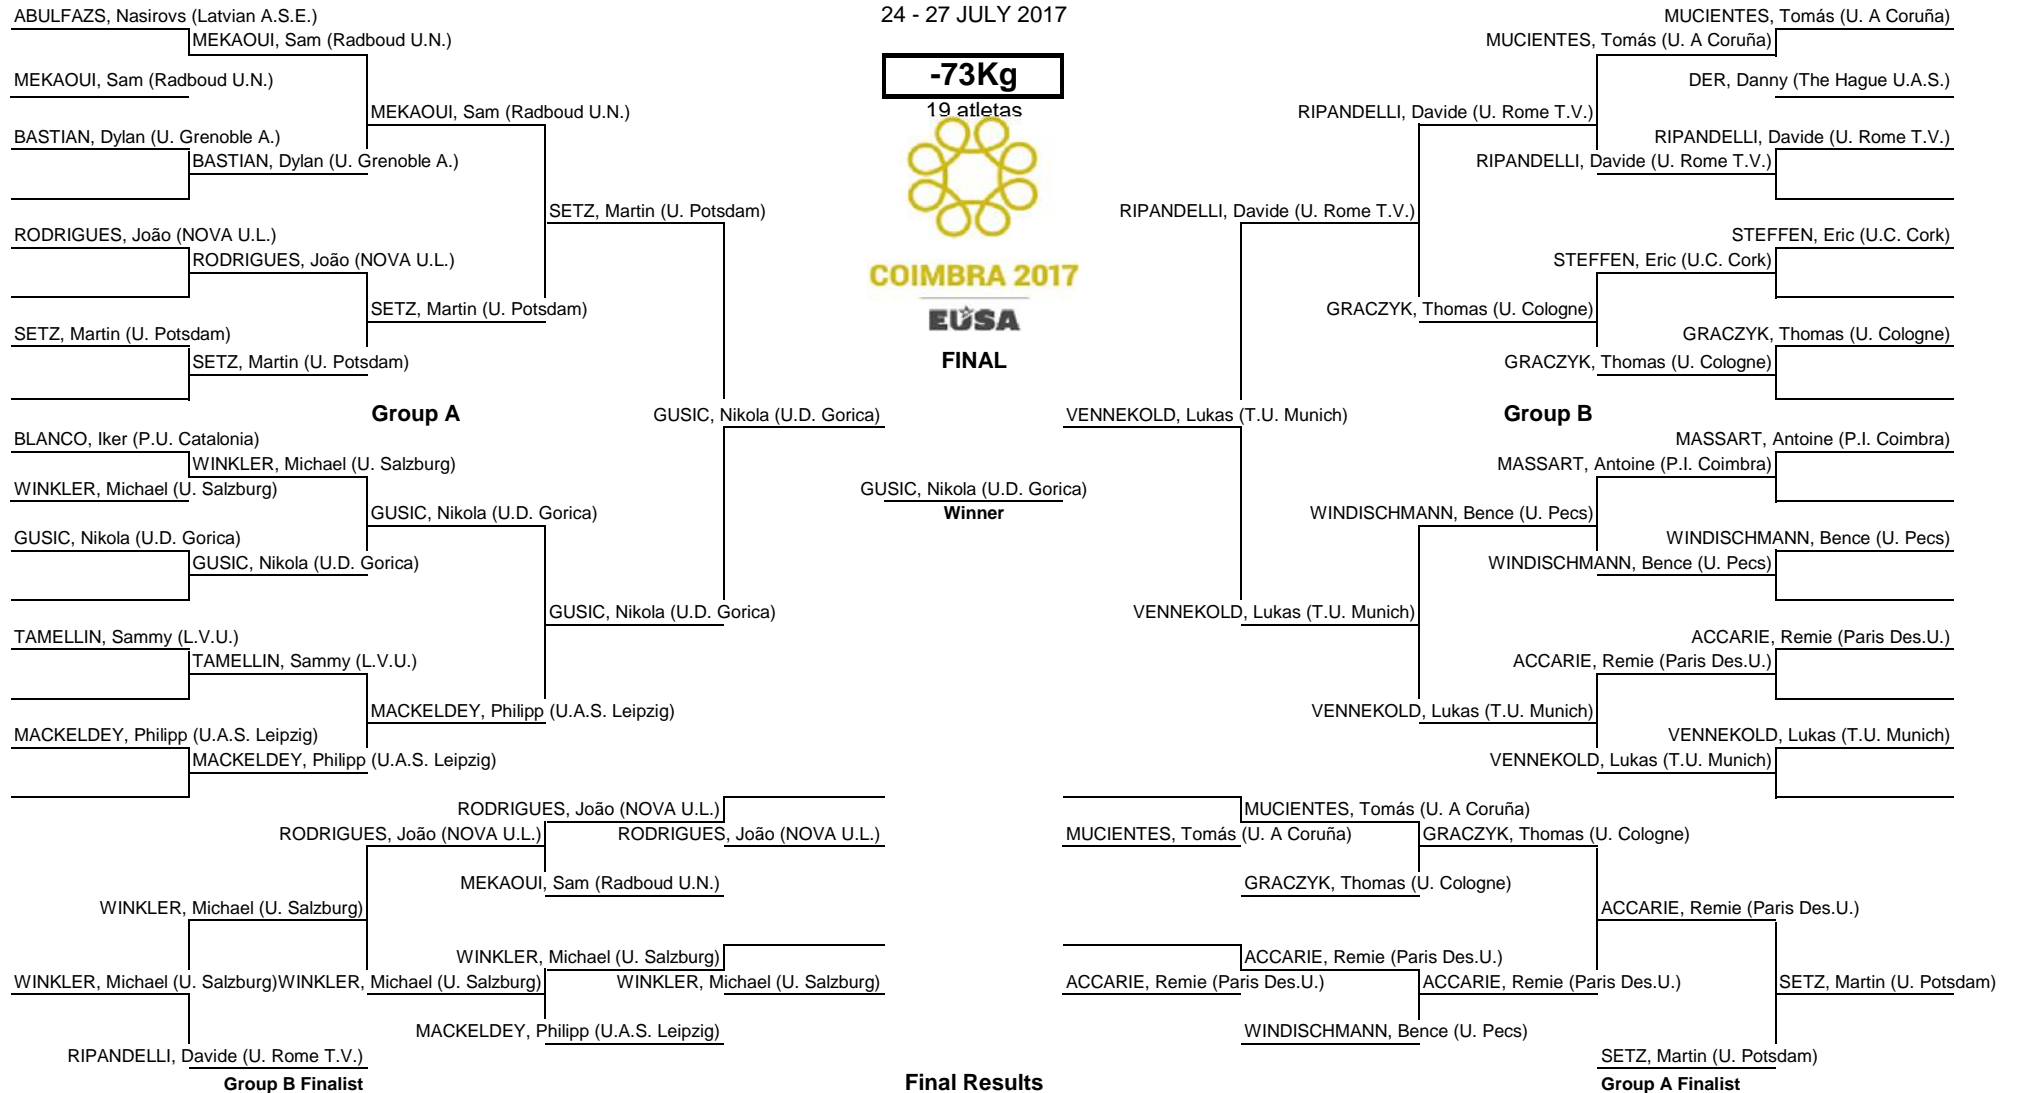 24 - 27 JULY 2017
-73Kg
19 atletas
COIMBRA 2017
EUSA
FINAL
ABULFAZS, Nasirovs (Latvian A.S.E.)
MEKAOUI, Sam (Radboud U.N.)
MEKAOUI, Sam (Radboud U.N.)
MEKAOUI, Sam (Radboud U.N.)
BASTIAN, Dylan (U. Grenoble A.)
BASTIAN, Dylan (U. Grenoble A.)
SETZ, Martin (U. Potsdam)
RODRIGUES, João (NOVA U.L.)
RODRIGUES, João (NOVA U.L.)
SETZ, Martin (U. Potsdam)
SETZ, Martin (U. Potsdam)
SETZ, Martin (U. Potsdam)
Group A
GUSIC, Nikola (U.D. Gorica)
BLANCO, Iker (P.U. Catalonia)
WINKLER, Michael (U. Salzburg)
WINKLER, Michael (U. Salzburg)
GUSIC, Nikola (U.D. Gorica)
GUSIC, Nikola (U.D. Gorica)
GUSIC, Nikola (U.D. Gorica)
GUSIC, Nikola (U.D. Gorica)
TAMELLIN, Sammy (L.V.U.)
TAMELLIN, Sammy (L.V.U.)
MACKELDEY, Philipp (U.A.S. Leipzig)
MACKELDEY, Philipp (U.A.S. Leipzig)
MACKELDEY, Philipp (U.A.S. Leipzig)
GUSIC, Nikola (U.D. Gorica)
Winner
MUCIENTES, Tomás (U. A Coruña)
MUCIENTES, Tomás (U. A Coruña)
DER, Danny (The Hague U.A.S.)
RIPANDELLI, Davide (U. Rome T.V.)
RIPANDELLI, Davide (U. Rome T.V.)
RIPANDELLI, Davide (U. Rome T.V.)
RIPANDELLI, Davide (U. Rome T.V.)
STEFFEN, Eric (U.C. Cork)
STEFFEN, Eric (U.C. Cork)
GRACZYK, Thomas (U. Cologne)
GRACZYK, Thomas (U. Cologne)
GRACZYK, Thomas (U. Cologne)
VENNEKOLD, Lukas (T.U. Munich)
Group B
MASSART, Antoine (P.I. Coimbra)
MASSART, Antoine (P.I. Coimbra)
WINDISCHMANN, Bence (U. Pecs)
WINDISCHMANN, Bence (U. Pecs)
WINDISCHMANN, Bence (U. Pecs)
VENNEKOLD, Lukas (T.U. Munich)
ACCARIE, Remie (Paris Des.U.)
ACCARIE, Remie (Paris Des.U.)
VENNEKOLD, Lukas (T.U. Munich)
VENNEKOLD, Lukas (T.U. Munich)
VENNEKOLD, Lukas (T.U. Munich)
RODRIGUES, João (NOVA U.L.)
RODRIGUES, João (NOVA U.L.)
RODRIGUES, João (NOVA U.L.)
MEKAOUI, Sam (Radboud U.N.)
WINKLER, Michael (U. Salzburg)
WINKLER, Michael (U. Salzburg)
WINKLER, Michael (U. Salzburg)
WINKLER, Michael (U. Salzburg)
WINKLER, Michael (U. Salzburg)
MACKELDEY, Philipp (U.A.S. Leipzig)
RIPANDELLI, Davide (U. Rome T.V.)
Group B Finalist
MUCIENTES, Tomás (U. A Coruña)
MUCIENTES, Tomás (U. A Coruña)
GRACZYK, Thomas (U. Cologne)
GRACZYK, Thomas (U. Cologne)
ACCARIE, Remie (Paris Des.U.)
ACCARIE, Remie (Paris Des.U.)
ACCARIE, Remie (Paris Des.U.)
ACCARIE, Remie (Paris Des.U.)
SETZ, Martin (U. Potsdam)
WINDISCHMANN, Bence (U. Pecs)
SETZ, Martin (U. Potsdam)
Group A Finalist
Final Results